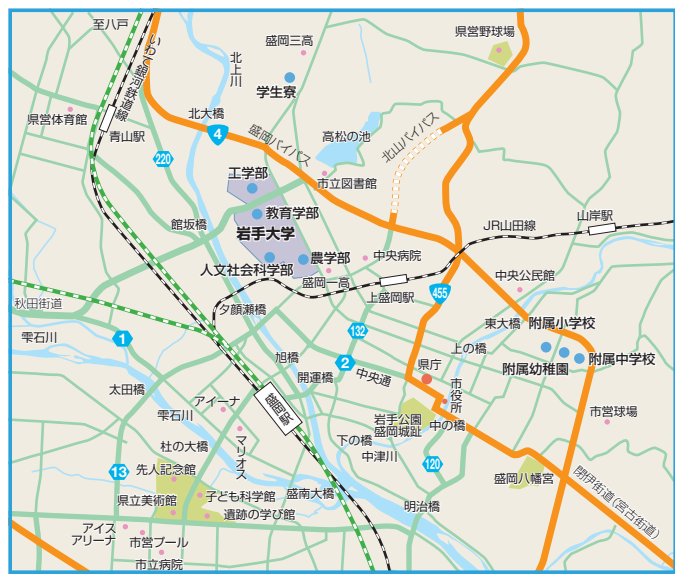 至八戸
いわて銀河鉄道線
北上川
盛岡三高
県営野球場
学生寮
県営体育館
青山駅
北大橋
4
盛岡バイパス
高松の池
北山バイパス
220
工学部
市立図書館
教育学部
館坂橋
岩手大学
JR山田線
山岸駅
農学部
中央病院
人文社会科学部
盛岡一高
中央公民館
上盛岡駅
455
秋田街道
夕顔瀬橋
雫石川
1
132
東大橋
附属小学校
旭橋
2
上の橋
附属中学校
開運橋
中央通
県庁
附属幼稚園
太田橋
アイーナ
盛岡駅
市役所
雫石川
岩手公園
盛岡城趾
中の橋
市営球場
マリオス
杜の大橋
下の橋
中津川
先人記念館
13
120
盛岡八幡宮
閉伊街道(宮古街道)
県立美術館
子ども科学館
盛南大橋
遺跡の学び館
明治橋
アイス
アリーナ
市営プール
市立病院